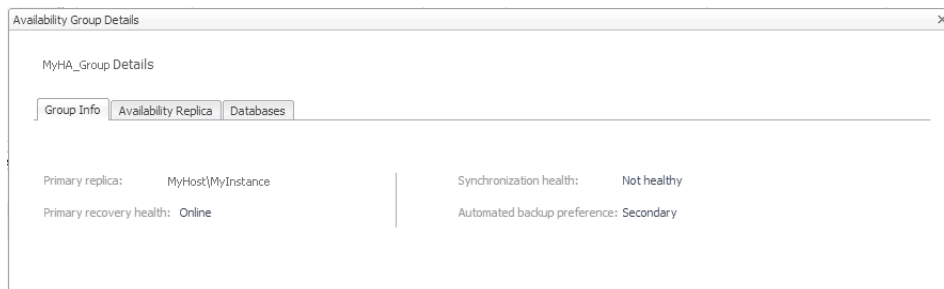 Availability Group Details
MyHA_Group Details
Group Info Availability Replica Databases
Primary replica: MyHost\MyInstance Synchronization health: Not healthy
Primary recovery health: Online Automated backup preference: Secondary